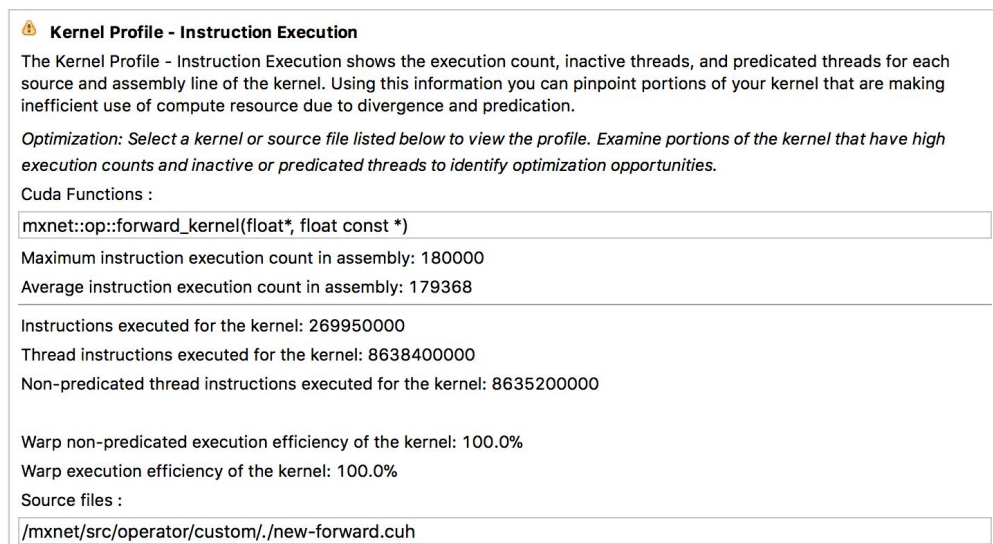 Kernel Profile - Instruction Execution
The Kernel Profile - Instruction Execution shows the execution count, inactive threads, and predicated threads for each
source and assembly line of the kernel. Using this information you can pinpoint portions of your kernel that are making
inefficient use of compute resource due to divergence and predication.
Optimization: Select a kernel or source file listed below to view the profile. Examine portions of the kernel that have high
execution counts and inactive or predicated threads to identify optimization opportunities.
Cuda Functions :
mxnet::op::forward_kernel(float*, float const *)
Maximum instruction execution count in assembly: 180000
Average instruction execution count in assembly: 179368
Instructions executed for the kernel: 269950000
Thread instructions executed for the kernel: 8638400000
Non-predicated thread instructions executed for the kernel: 8635200000
Warp non-predicated execution efficiency of the kernel: 100.0%
Warp execution efficiency of the kernel: 100.0%
Source files :
/mxnet/src/operator/custom/./new-forward.cuh